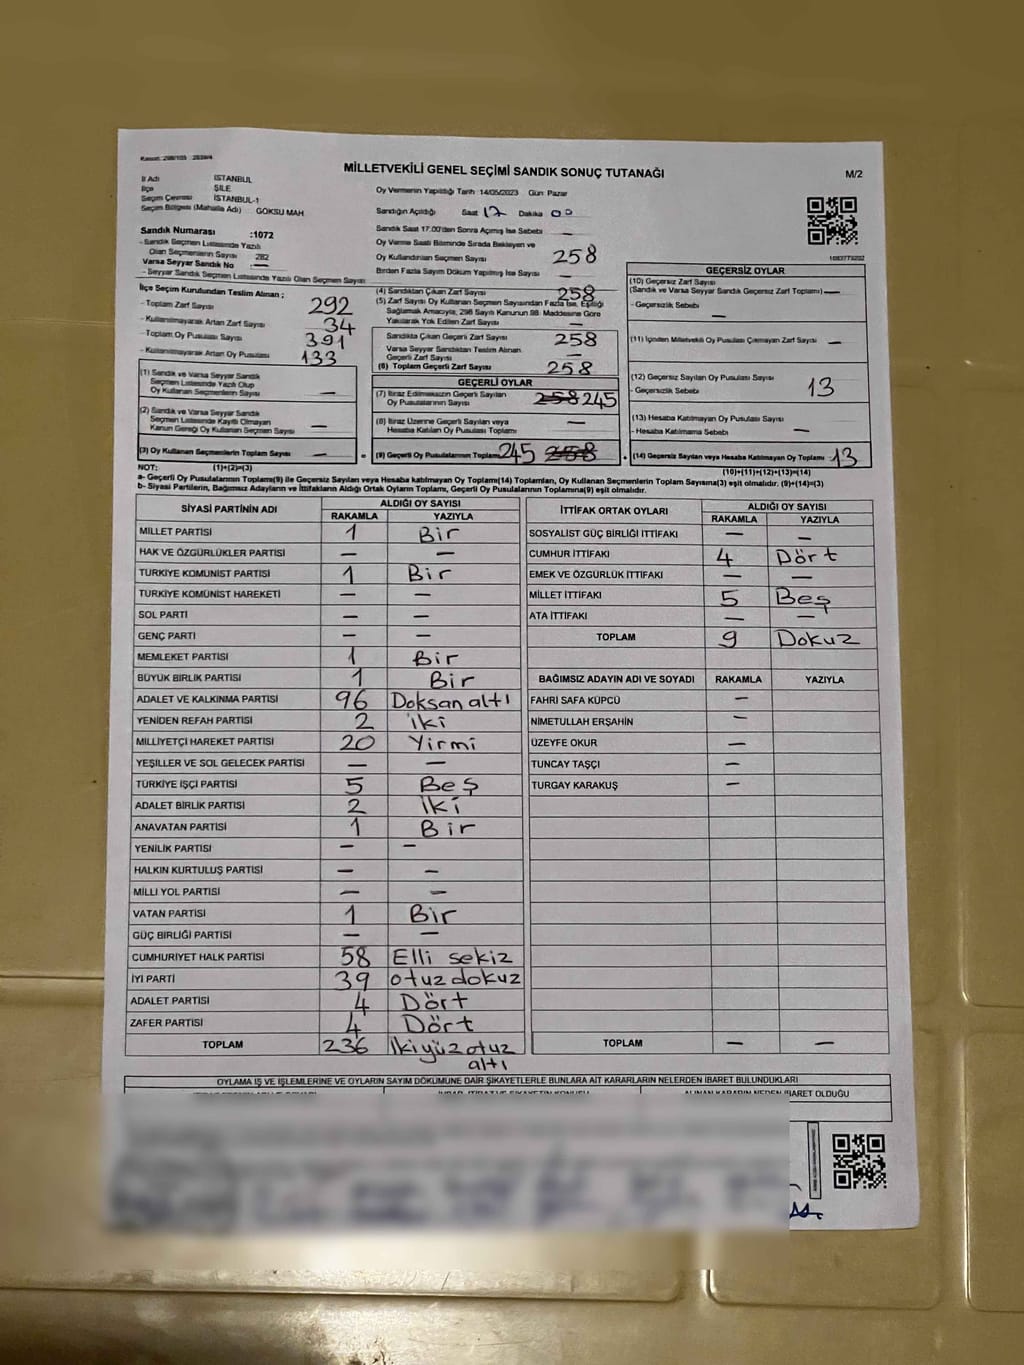 MİLLETVEKİLİ GENEL SEÇİMİ SANDIK SONUÇ TUTANAĞI
M/2
İl Adı İSTANBUL
İlçe ŞİLE
Seçim Çevresi İSTANBUL-1
Seçim Bölgesi (Mahalle Adı) GÖKSU MAH
Sandık Numarası :1072
- Sandık Seçmen Listesinde Yazılı
Olan Seçmenlerin Sayısı 282
Varsa Seyyar Sandık No —
- Seyyar Sandık Seçmen Listesinde Yazılı Olan Seçmen Sayısı
Oy Vermenin Yapıldığı Tarih :14/05/2023 Gün: Pazar
Sandığın Açıldığı Saat 17 Dakika 00
Sandık Saat 17.00'den Sonra Açılmış İse Sebebi —
Oy Verme Saati Bitiminde Sırada Bekleyen ve
Oy Kullandırılan Seçmen Sayısı 258
Birden Fazla Sayım Döküm Yapılmış İse Sayısı —
İlçe Seçim Kurulundan Teslim Alınan ;
- Toplam Zarf Sayısı 292
- Kullanılmayarak Artan Zarf Sayısı 34
- Toplam Oy Pusulası Sayısı 391
- Kullanılmayarak Artan Oy Pusulası 133
(1) Sandık ve Varsa Seyyar Sandık
Seçmen Listesinde Yazılı Olup
Oy Kullanan Seçmenlerin Sayısı —
(2) Sandık ve Varsa Seyyar Sandık
Seçmen Listesinde Kayıtlı Olmayan
Kanun Gereği Oy Kullanan Seçmen Sayısı —
(3) Oy Kullanan Seçmenlerin Toplam Sayısı —
(1)+(2)=(3)
(4) Sandıktan Çıkan Zarf Sayısı 258
(5) Zarf Sayısı Oy Kullanan Seçmen Sayısından Fazla İse, Eşitliği
Sağlamak Amacıyla, 298 Sayılı Kanunun 98. Maddesine Göre
Yakılarak Yok Edilen Zarf Sayısı —
Sandıkta Çıkan Geçerli Zarf Sayısı 258
Varsa Seyyar Sandıktan Teslim Alınan
Geçerli Zarf Sayısı —
(6) Toplam Geçerli Zarf Sayısı 258
GEÇERLİ OYLAR
(7) İtiraz Edilmeksizin Geçerli Sayılan
Oy Pusulalarının Sayısı 258 245
(8) İtiraz Üzerine Geçerli Sayılan veya
Hesaba Katılan Oy Pusulası Toplamı —
(9) Geçerli Oy Pusulalarının Toplamı 245 258
GEÇERSİZ OYLAR
(10) Geçersiz Zarf Sayısı
(Sandık ve Varsa Seyyar Sandık Geçersiz Zarf Toplamı) —
- Geçersizlik Sebebi —
(11) İçinden Milletvekili Oy Pusulası Çıkmayan Zarf Sayısı —
(12) Geçersiz Sayılan Oy Pusulası Sayısı 13
- Geçersizlik Sebebi
(13) Hesaba Katılmayan Oy Pusulası Sayısı
- Hesaba Katılmama Sebebi —
(14) Geçersiz Sayılan veya Hesaba Katılmayan Oy Toplamı 13
(10)+(11)+(12)+(13)=(14)
NOT:
a- Geçerli Oy Pusulalarının Toplamı(9) ile Geçersiz Sayılan veya Hesaba katılmayan Oy Toplamı(14) Toplamları, Oy Kullanan Seçmenlerin Toplam Sayısına(3) eşit olmalıdır. (9)+(14)=(3)
b- Siyasi Partilerin, Bağımsız Adayların ve İttifakların Aldığı Ortak Oyların Toplamı, Geçerli Oy Pusulalarının Toplamına(9) eşit olmalıdır.
SİYASİ PARTİNİN ADI ALDIĞI OY SAYISI
RAKAMLA YAZIYLA
MİLLET PARTİSİ 1 Bir
HAK VE ÖZGÜRLÜKLER PARTİSİ — —
TÜRKİYE KOMÜNİST PARTİSİ 1 Bir
TÜRKİYE KOMÜNİST HAREKETİ — —
SOL PARTİ — —
GENÇ PARTİ — —
MEMLEKET PARTİSİ 1 Bir
BÜYÜK BİRLİK PARTİSİ 1 Bir
ADALET VE KALKINMA PARTİSİ 96 Doksan altı
YENİDEN REFAH PARTİSİ 2 iki
MİLLİYETÇİ HAREKET PARTİSİ 20 Yirmi
YEŞİLLER VE SOL GELECEK PARTİSİ — —
TÜRKİYE İŞÇİ PARTİSİ 5 Beş
ADALET BİRLİK PARTİSİ 2 iki
ANAVATAN PARTİSİ 1 Bir
YENİLİK PARTİSİ — —
HALKIN KURTULUŞ PARTİSİ — —
MİLLİ YOL PARTİSİ — —
VATAN PARTİSİ 1 Bir
GÜÇ BİRLİĞİ PARTİSİ — —
CUMHURİYET HALK PARTİSİ 58 Elli sekiz
İYİ PARTİ 39 otuz dokuz
ADALET PARTİSİ 4 Dört
ZAFER PARTİSİ 4 Dört
TOPLAM 236 İkiyüz otuz
altı
İTTİFAK ORTAK OYLARI ALDIĞI OY SAYISI
RAKAMLA YAZIYLA
SOSYALİST GÜÇ BİRLİĞİ İTTİFAKI — —
CUMHUR İTTİFAKI 4 Dört
EMEK VE ÖZGÜRLÜK İTTİFAKI — —
MİLLET İTTİFAKI 5 Beş
ATA İTTİFAKI — —
TOPLAM 9 Dokuz
BAĞIMSIZ ADAYIN ADI VE SOYADI RAKAMLA YAZIYLA
FAHRİ SAFA KÜPCÜ —
NİMETULLAH ERŞAHİN —
ÜZEYFE OKUR —
TUNCAY TAŞÇI —
TURGAY KARAKUŞ —
TOPLAM — —
OYLAMA İŞ VE İŞLEMLERİNE VE OYLARIN SAYIM DÖKÜMÜNE DAİR ŞİKAYETLERLE BUNLARA AİT KARARLARIN NELERDEN İBARET BULUNDUKLARI
ALINAN KARARIN NEDEN İBARET OLDUĞU